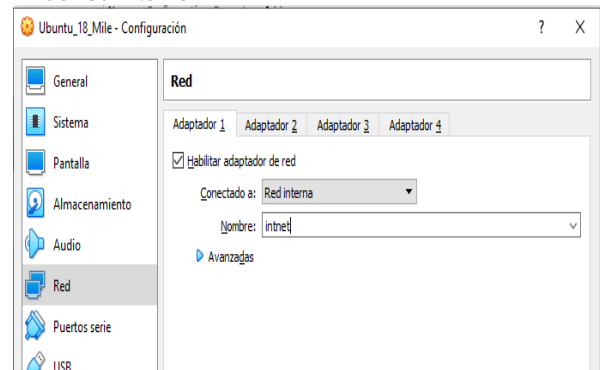 Ubuntu_18_Mile - Configuración ? X
General
Sistema
Pantalla
Almacenamiento
Audio
Red
Puertos serie
USB
Red
Adaptador 1 Adaptador 2 Adaptador 3 Adaptador 4
Habilitar adaptador de red
Conectado a: Red interna
Nombre: intnet
Avanzadas